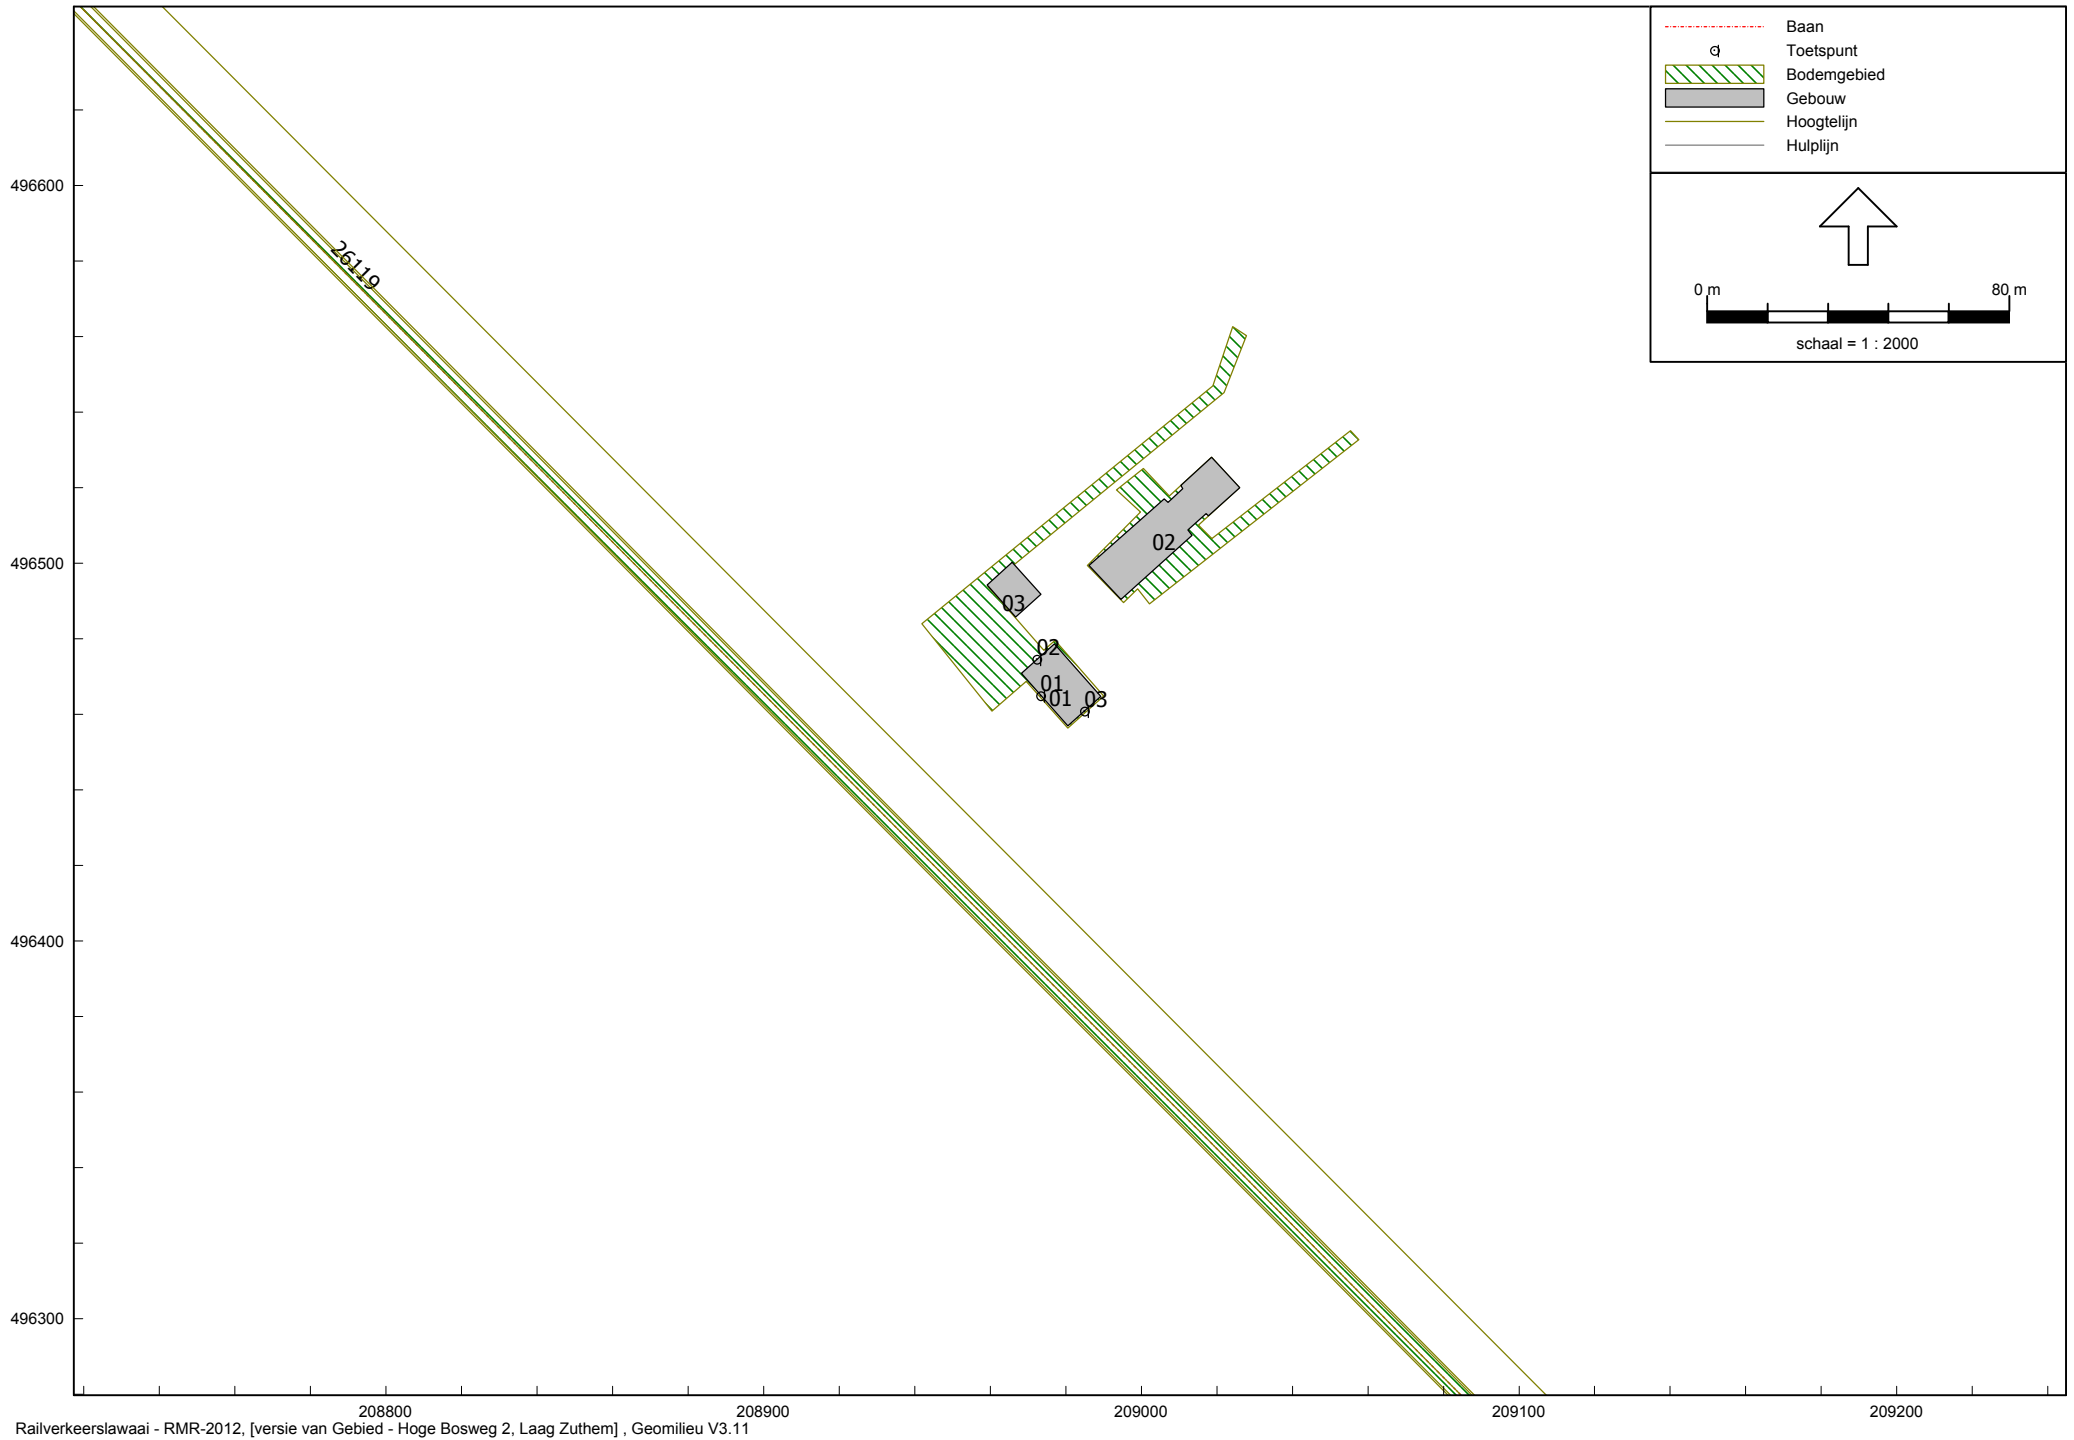 Baan
Toetspunt
Bodemgebied
Gebouw
Hoogtelijn
Hulplijn
0 m 80 m
schaal = 1 : 2000
496600
26119
496500
02
03
02
01
01 03
496400
496300
208800 208900 209000 209100 209200
Railverkeerslawaai - RMR-2012, [versie van Gebied - Hoge Bosweg 2, Laag Zuthem] , Geomilieu V3.11